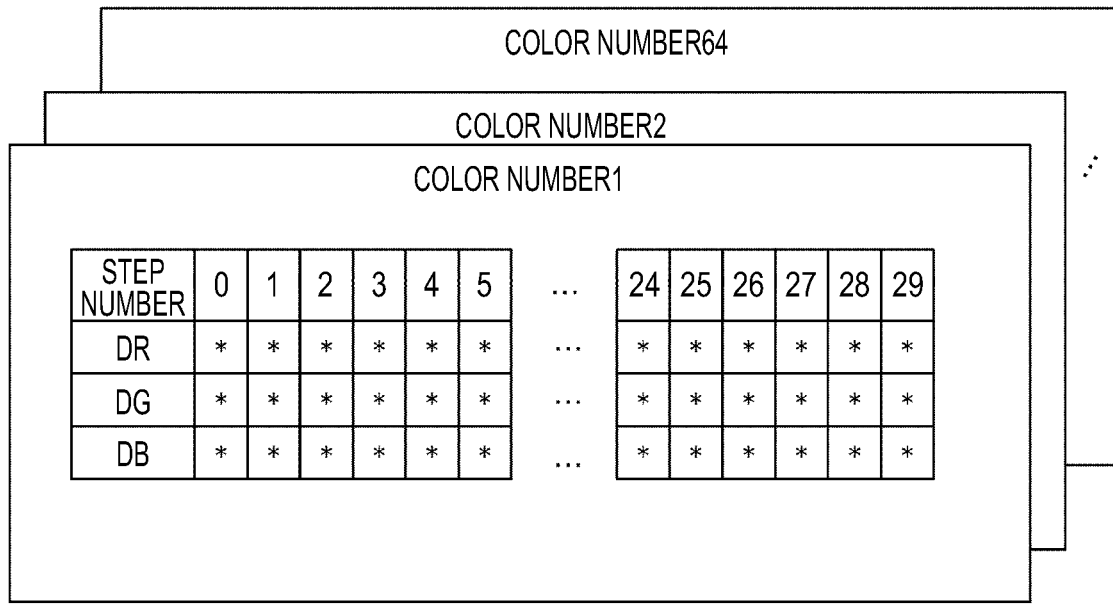 COLOR NUMBER64
COLOR NUMBER2
COLOR NUMBER1
STEP NUMBER 0 1 2 3 4 5 ... 24 25 26 27 28 29
DR * * * * * * ... * * * * * *
DG * * * * * * ... * * * * * *
DB * * * * * * ... * * * * * *